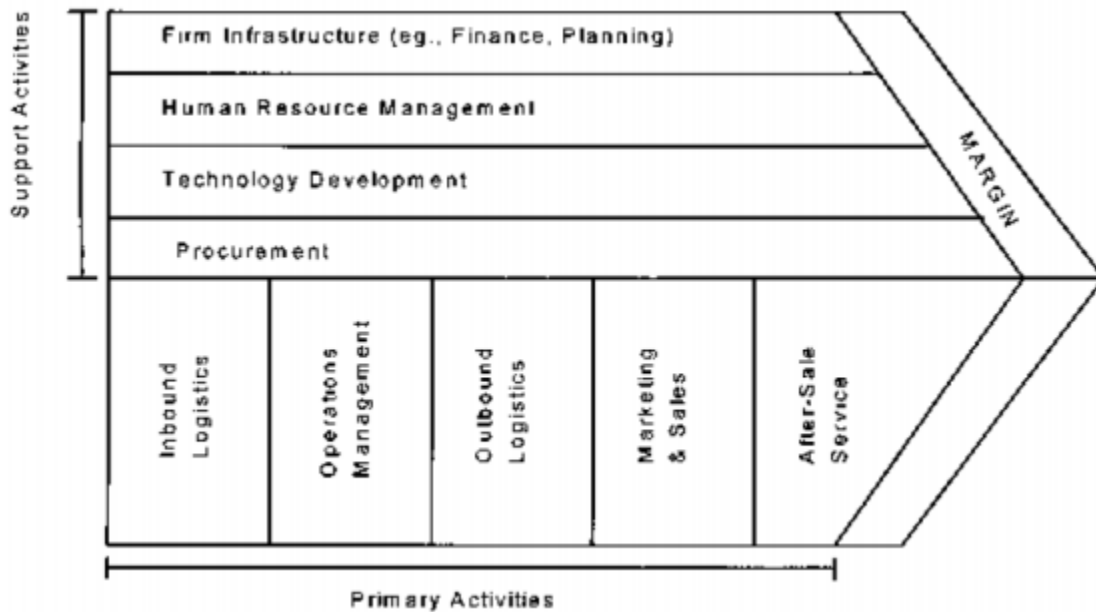 Support Activities
Firm Infrastructure (eg., Finance, Planning)
Human Resource Management
Technology Development
Procurement
MARGIN
Inbound
Logistics
Operations
Management
Outbound
Logistics
Marketing
& Sales
After-Sale
Service
Primary Activities